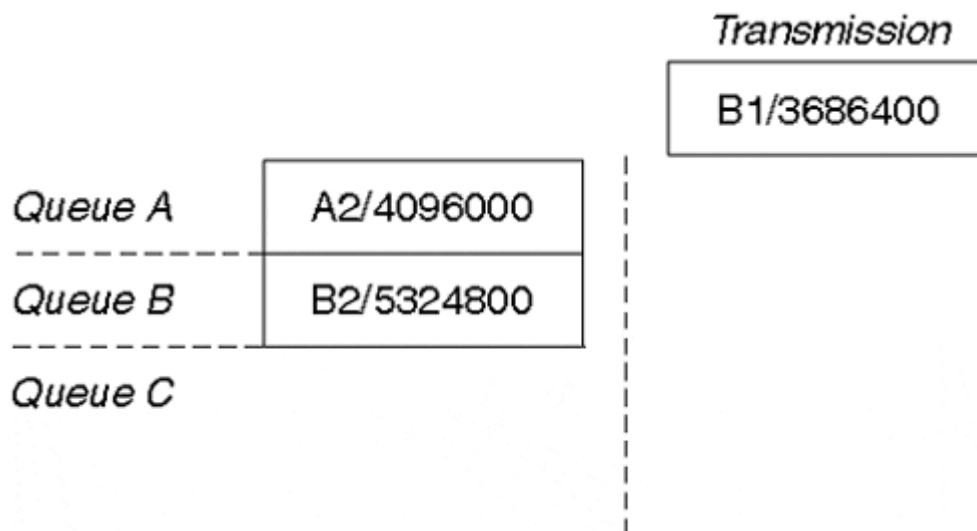 Transmission
B1/3686400
Queue A
A2/4096000
Queue B
B2/5324800
Queue C